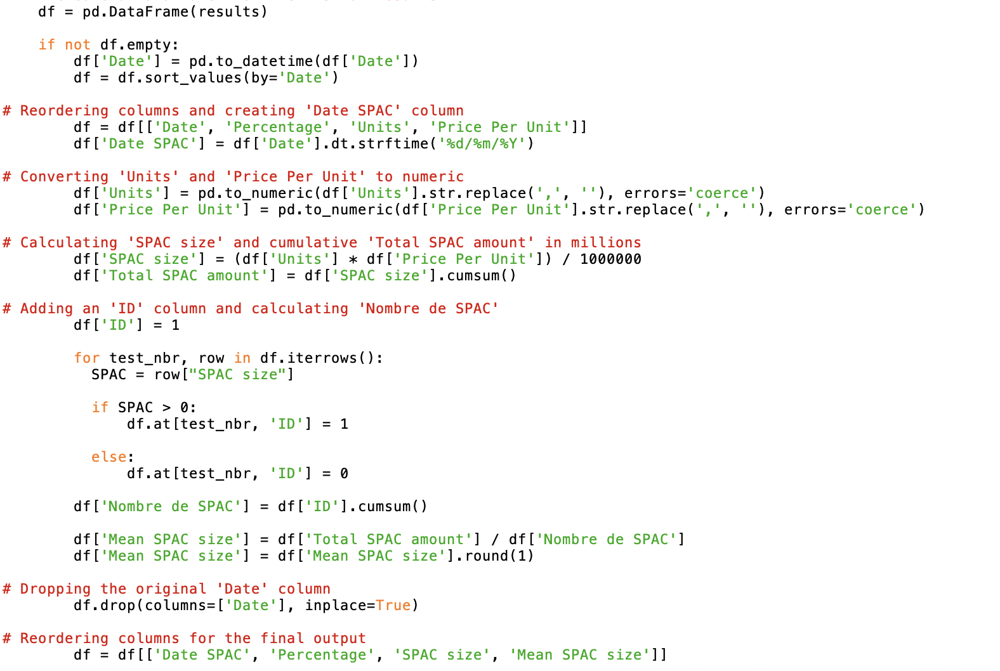 df = pd.DataFrame(results)
if not df.empty:
df['Date'] = pd.to_datetime(df['Date'])
df = df.sort_values(by='Date')
# Reordering columns and creating 'Date SPAC' column
df = df[['Date', 'Percentage', 'Units', 'Price Per Unit']]
df['Date SPAC'] = df['Date'].dt.strftime('%d/%m/%Y')
# Converting 'Units' and 'Price Per Unit' to numeric
df['Units'] = pd.to_numeric(df['Units'].str.replace(',', ''), errors='coerce')
df['Price Per Unit'] = pd.to_numeric(df['Price Per Unit'].str.replace(',', ''), errors='coerce')
# Calculating 'SPAC size' and cumulative 'Total SPAC amount' in millions
df['SPAC size'] = (df['Units'] * df['Price Per Unit']) / 1000000
df['Total SPAC amount'] = df['SPAC size'].cumsum()
# Adding an 'ID' column and calculating 'Nombre de SPAC'
df['ID'] = 1
for test_nbr, row in df.iterrows():
SPAC = row["SPAC size"]
if SPAC > 0:
df.at[test_nbr, 'ID'] = 1
else:
df.at[test_nbr, 'ID'] = 0
df['Nombre de SPAC'] = df['ID'].cumsum()
df['Mean SPAC size'] = df['Total SPAC amount'] / df['Nombre de SPAC']
df['Mean SPAC size'] = df['Mean SPAC size'].round(1)
# Dropping the original 'Date' column
df.drop(columns=['Date'], inplace=True)
# Reordering columns for the final output
df = df[['Date SPAC', 'Percentage', 'SPAC size', 'Mean SPAC size']]